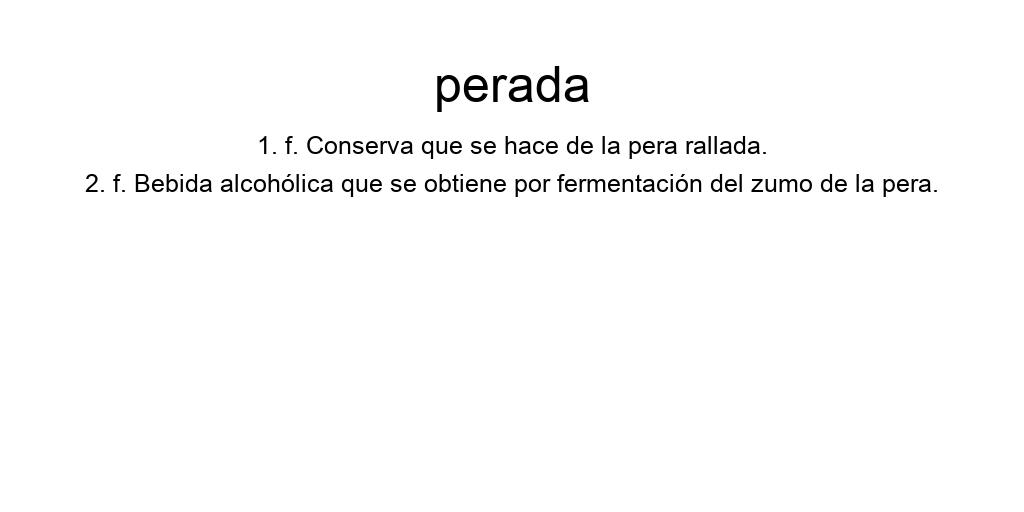 perada
1. f. Conserva que se hace de la pera rallada.
2. f. Bebida alcohólica que se obtiene por fermentación del zumo de la pera.